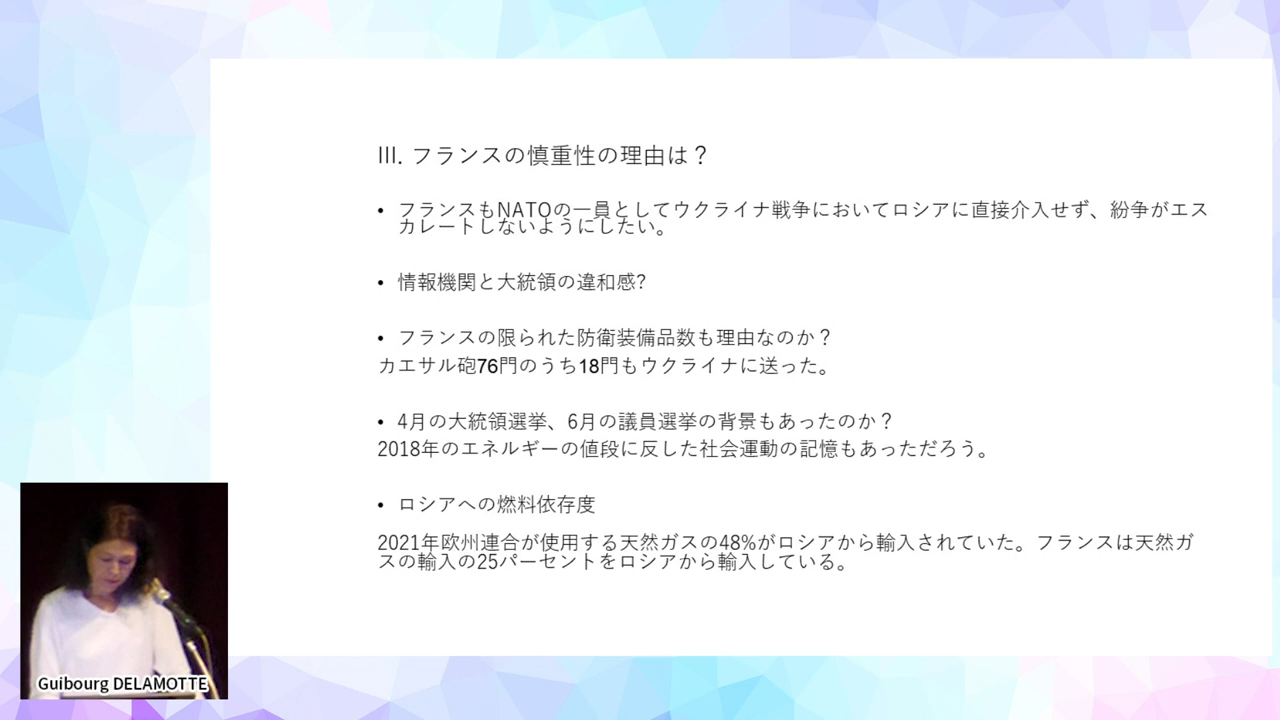 III. フランスの慎重性の理由は？
• フランスもNATOの一員としてウクライナ戦争においてロシアに直接介入せず、紛争がエス
カレートしないようにしたい。
• 情報機関と大統領の違和感?
• フランスの限られた防衛装備品数も理由なのか？
カエサル砲76門のうち18門もウクライナに送った。
• 4月の大統領選挙、6月の議員選挙の背景もあったのか？
2018年のエネルギーの値段に反した社会運動の記憶もあっただろう。
• ロシアへの燃料依存度
2021年欧州連合が使用する天然ガスの48%がロシアから輸入されていた。フランスは天然ガ
スの輸入の25パーセントをロシアから輸入している。
Guibourg DELAMOTTE